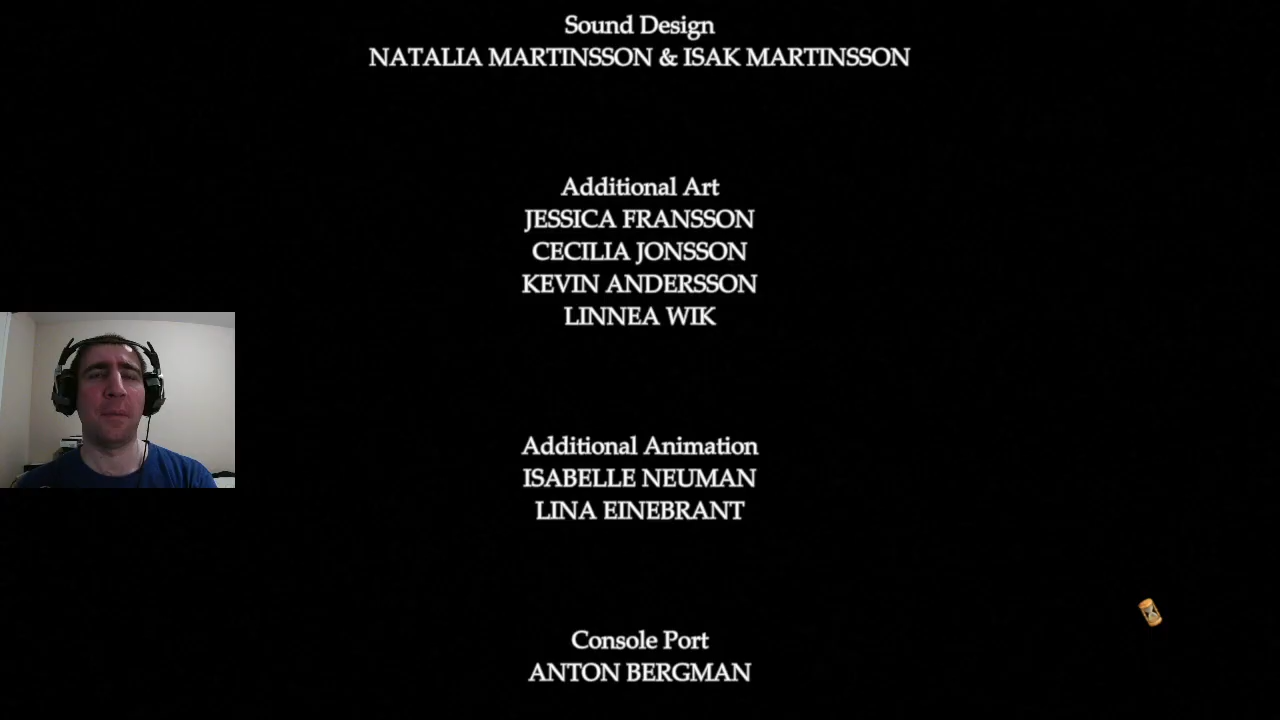 Sound Design
NATALIA MARTINSSON & ISAK MARTINSSON
Additional Art
JESSICA FRANSSON
CECILIA JONSSON
KEVIN ANDERSSON
LINNEA WIK
Additional Animation
ISABELLE NEUMAN
LINA EINEBRANT
Console Port
ANTON BERGMAN